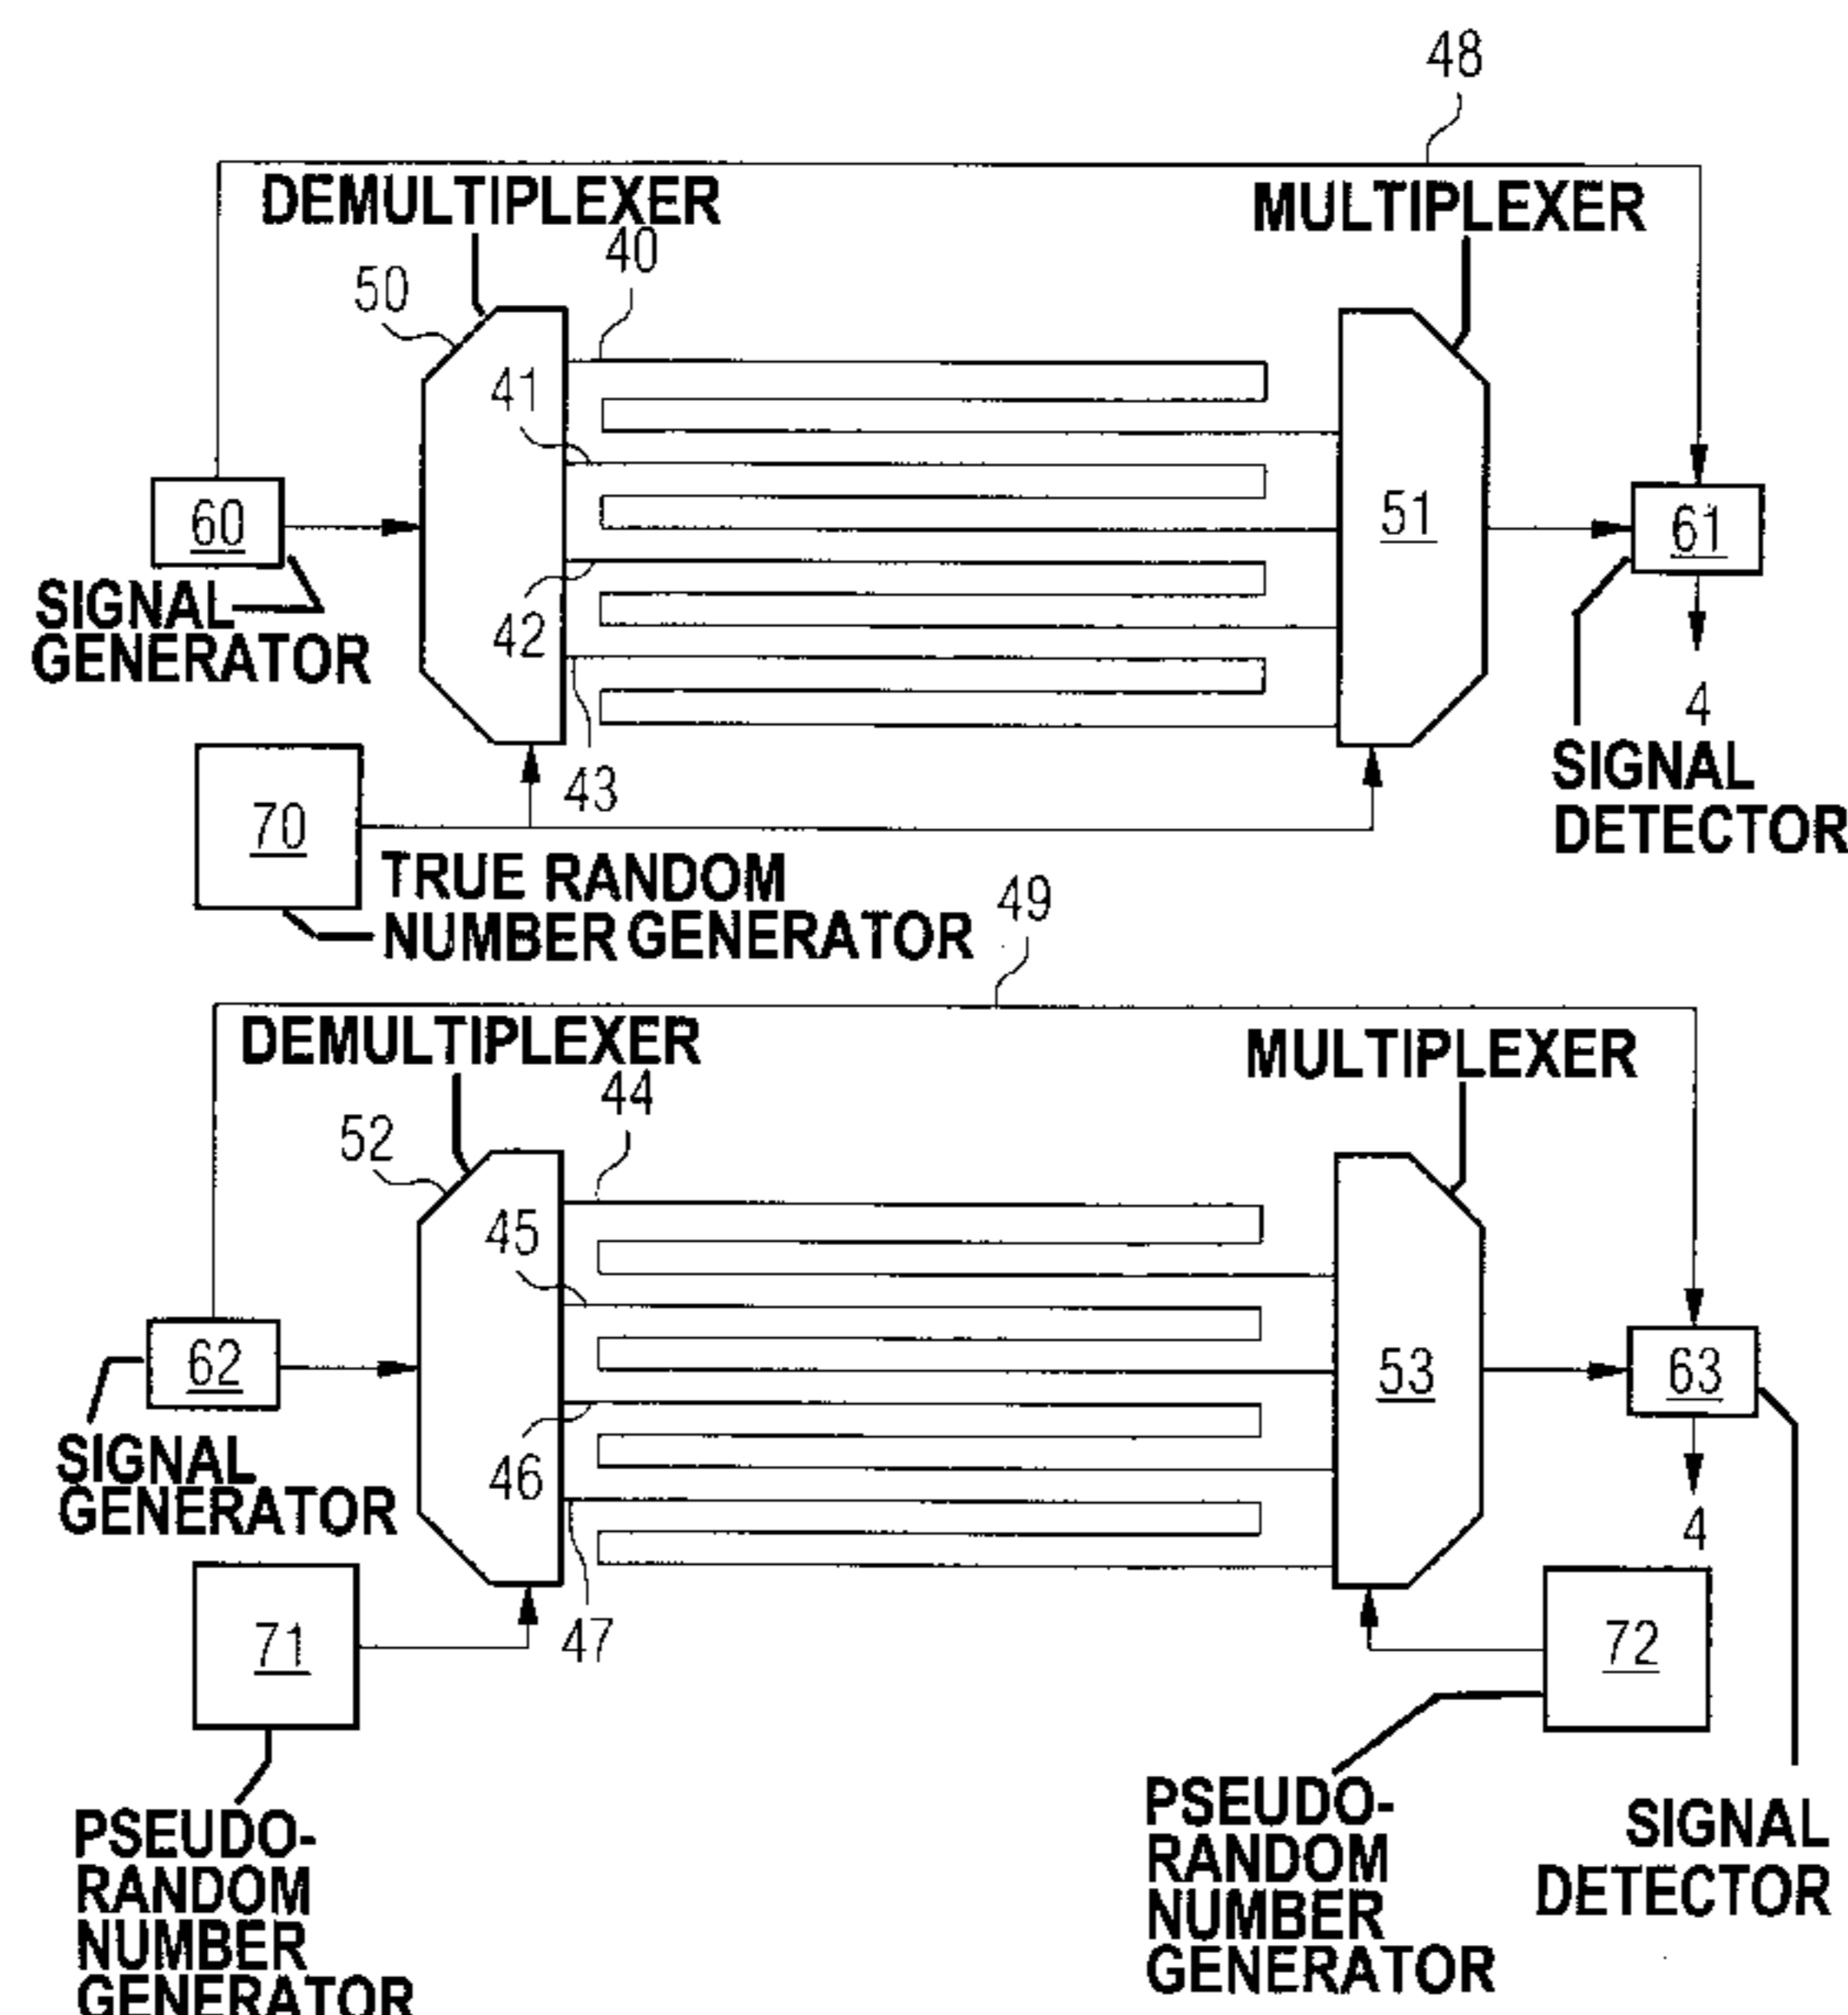 48
DEMULTIPLEXER
MULTIPLEXER
40
50
41
60
51
61
SIGNAL
GENERATOR
42
4
43
SIGNAL
DETECTOR
70
TRUE RANDOM
NUMBER GENERATOR
49
DEMULTIPLEXER
MULTIPLEXER
44
52
45
62
53
63
SIGNAL
GENERATOR
46
4
47
71
72
PSEUDO-
RANDOM
NUMBER
GENERATOR
PSEUDO-
RANDOM
NUMBER
GENERATOR
SIGNAL
DETECTOR